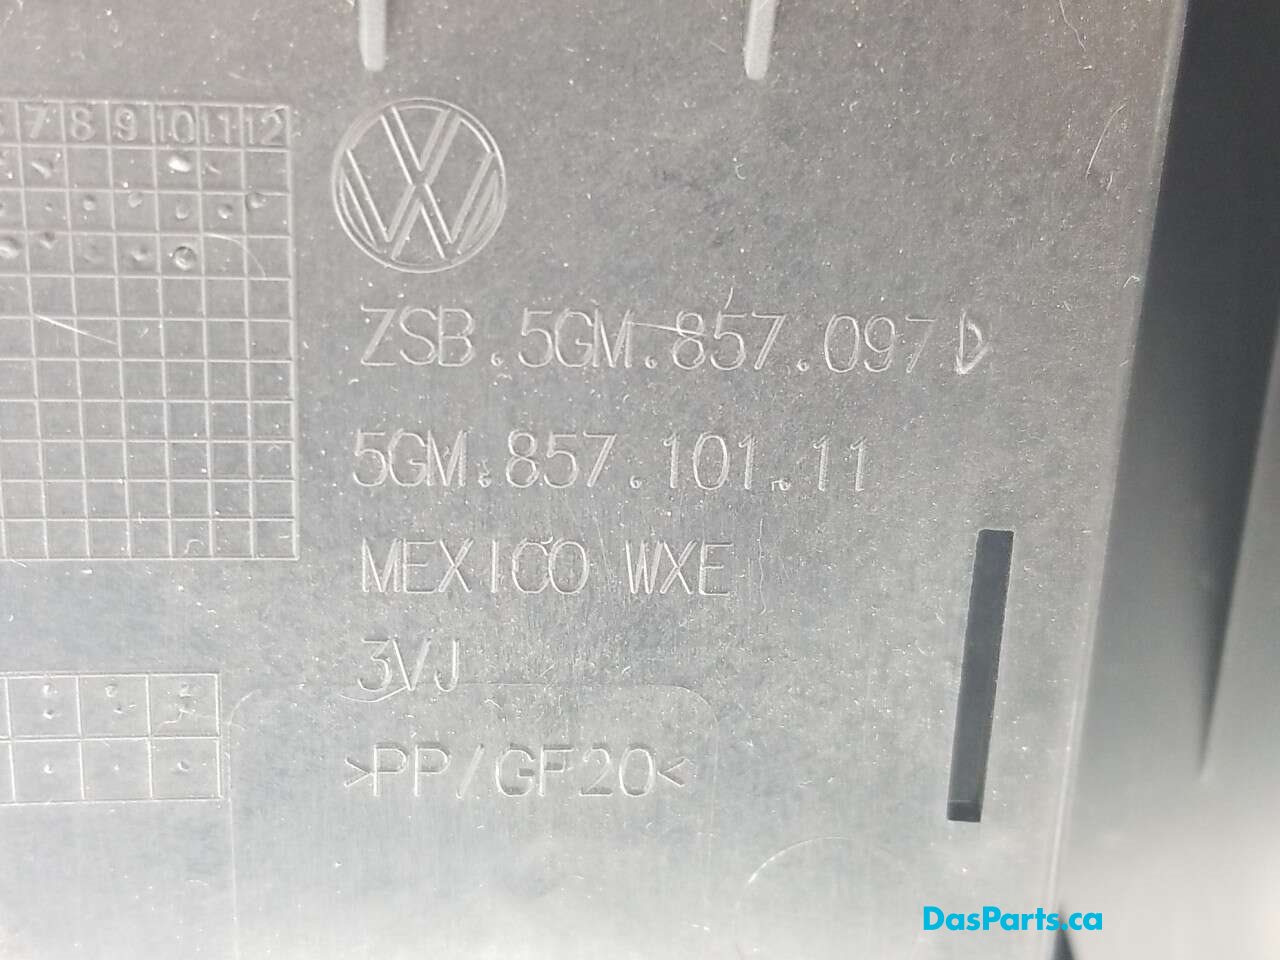 7 8 9 10 11 12
ZSB.5GM.857.097 D
5GM.857.101.11
MEXICO WXE
3VJ
>PP/GF20<
DasParts.ca